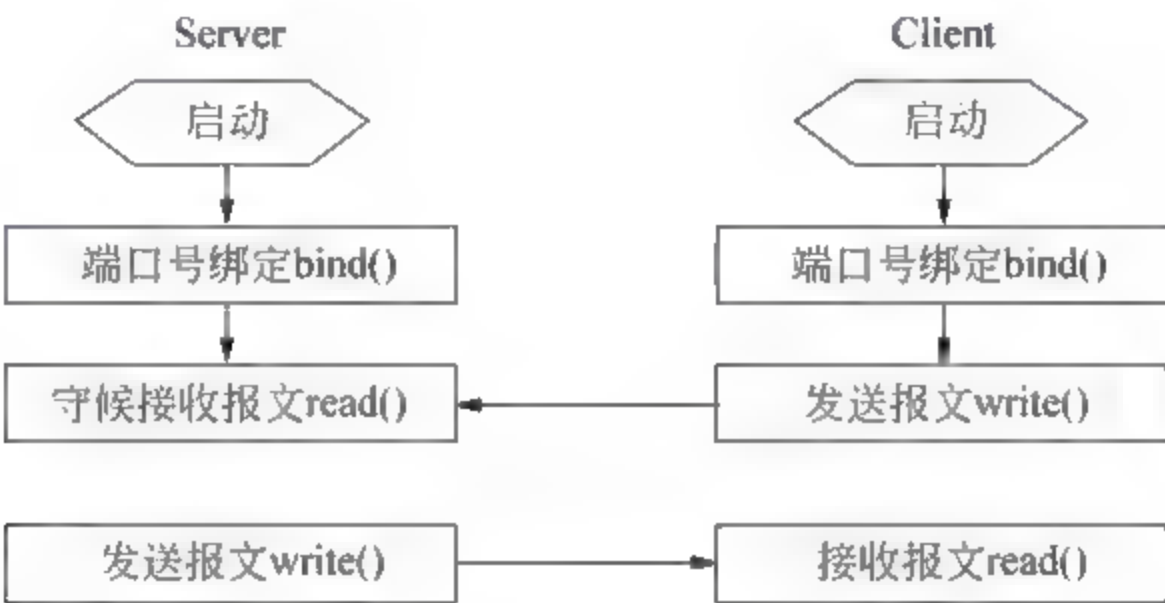 Server
Client
启动
启动
端口号绑定bind()
端口号绑定bind()
守候接收报文read()
发送报文write()
发送报文write()
接收报文read()